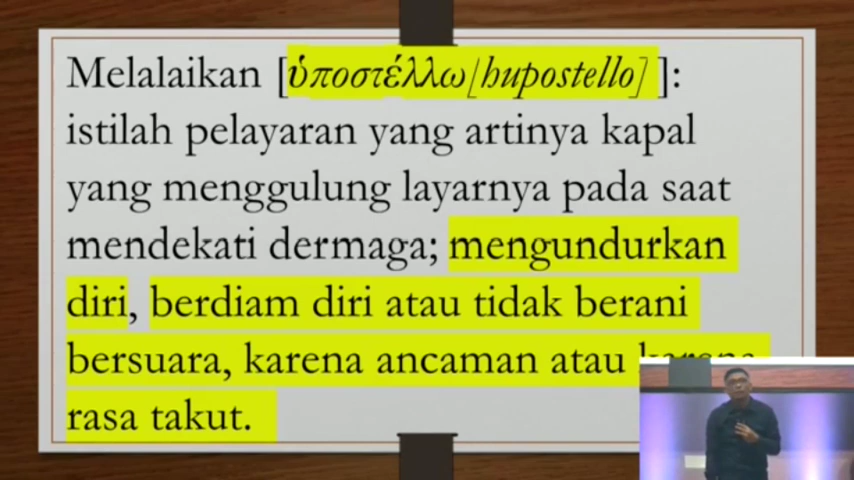 Melalaikan [ὑποστέλλω[hupostello] ]:
istilah pelayaran yang artinya kapal
yang menggulung layarnya pada saat
mendekati dermaga; mengundurkan
diri, berdiam diri atau tidak berani
bersuara, karena ancaman atau karena
rasa takut.